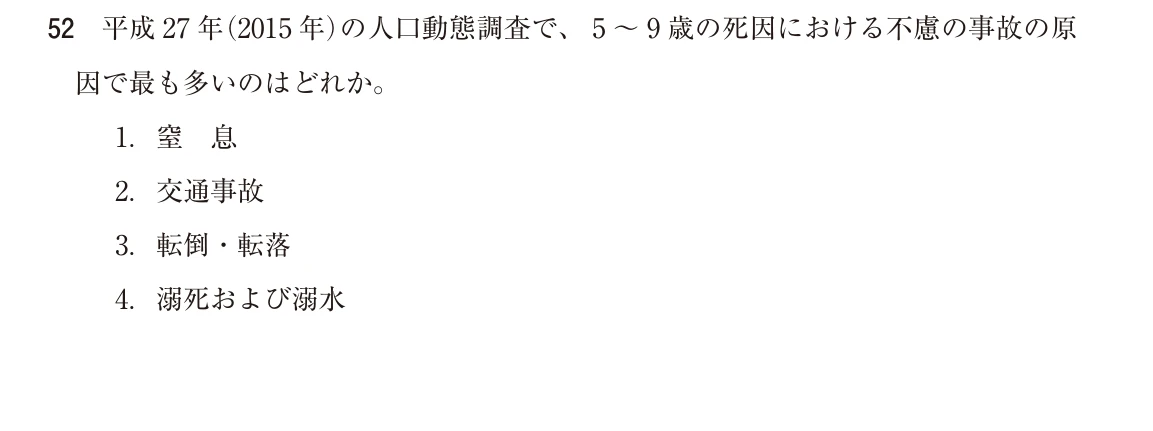 52 平成 27 年(2015 年)の人口動態調査で、5〜9 歳の死因における不慮の事故の原
因で最も多いのはどれか。
1. 窒 息
2. 交通事故
3. 転倒・転落
4. 溺死および溺水